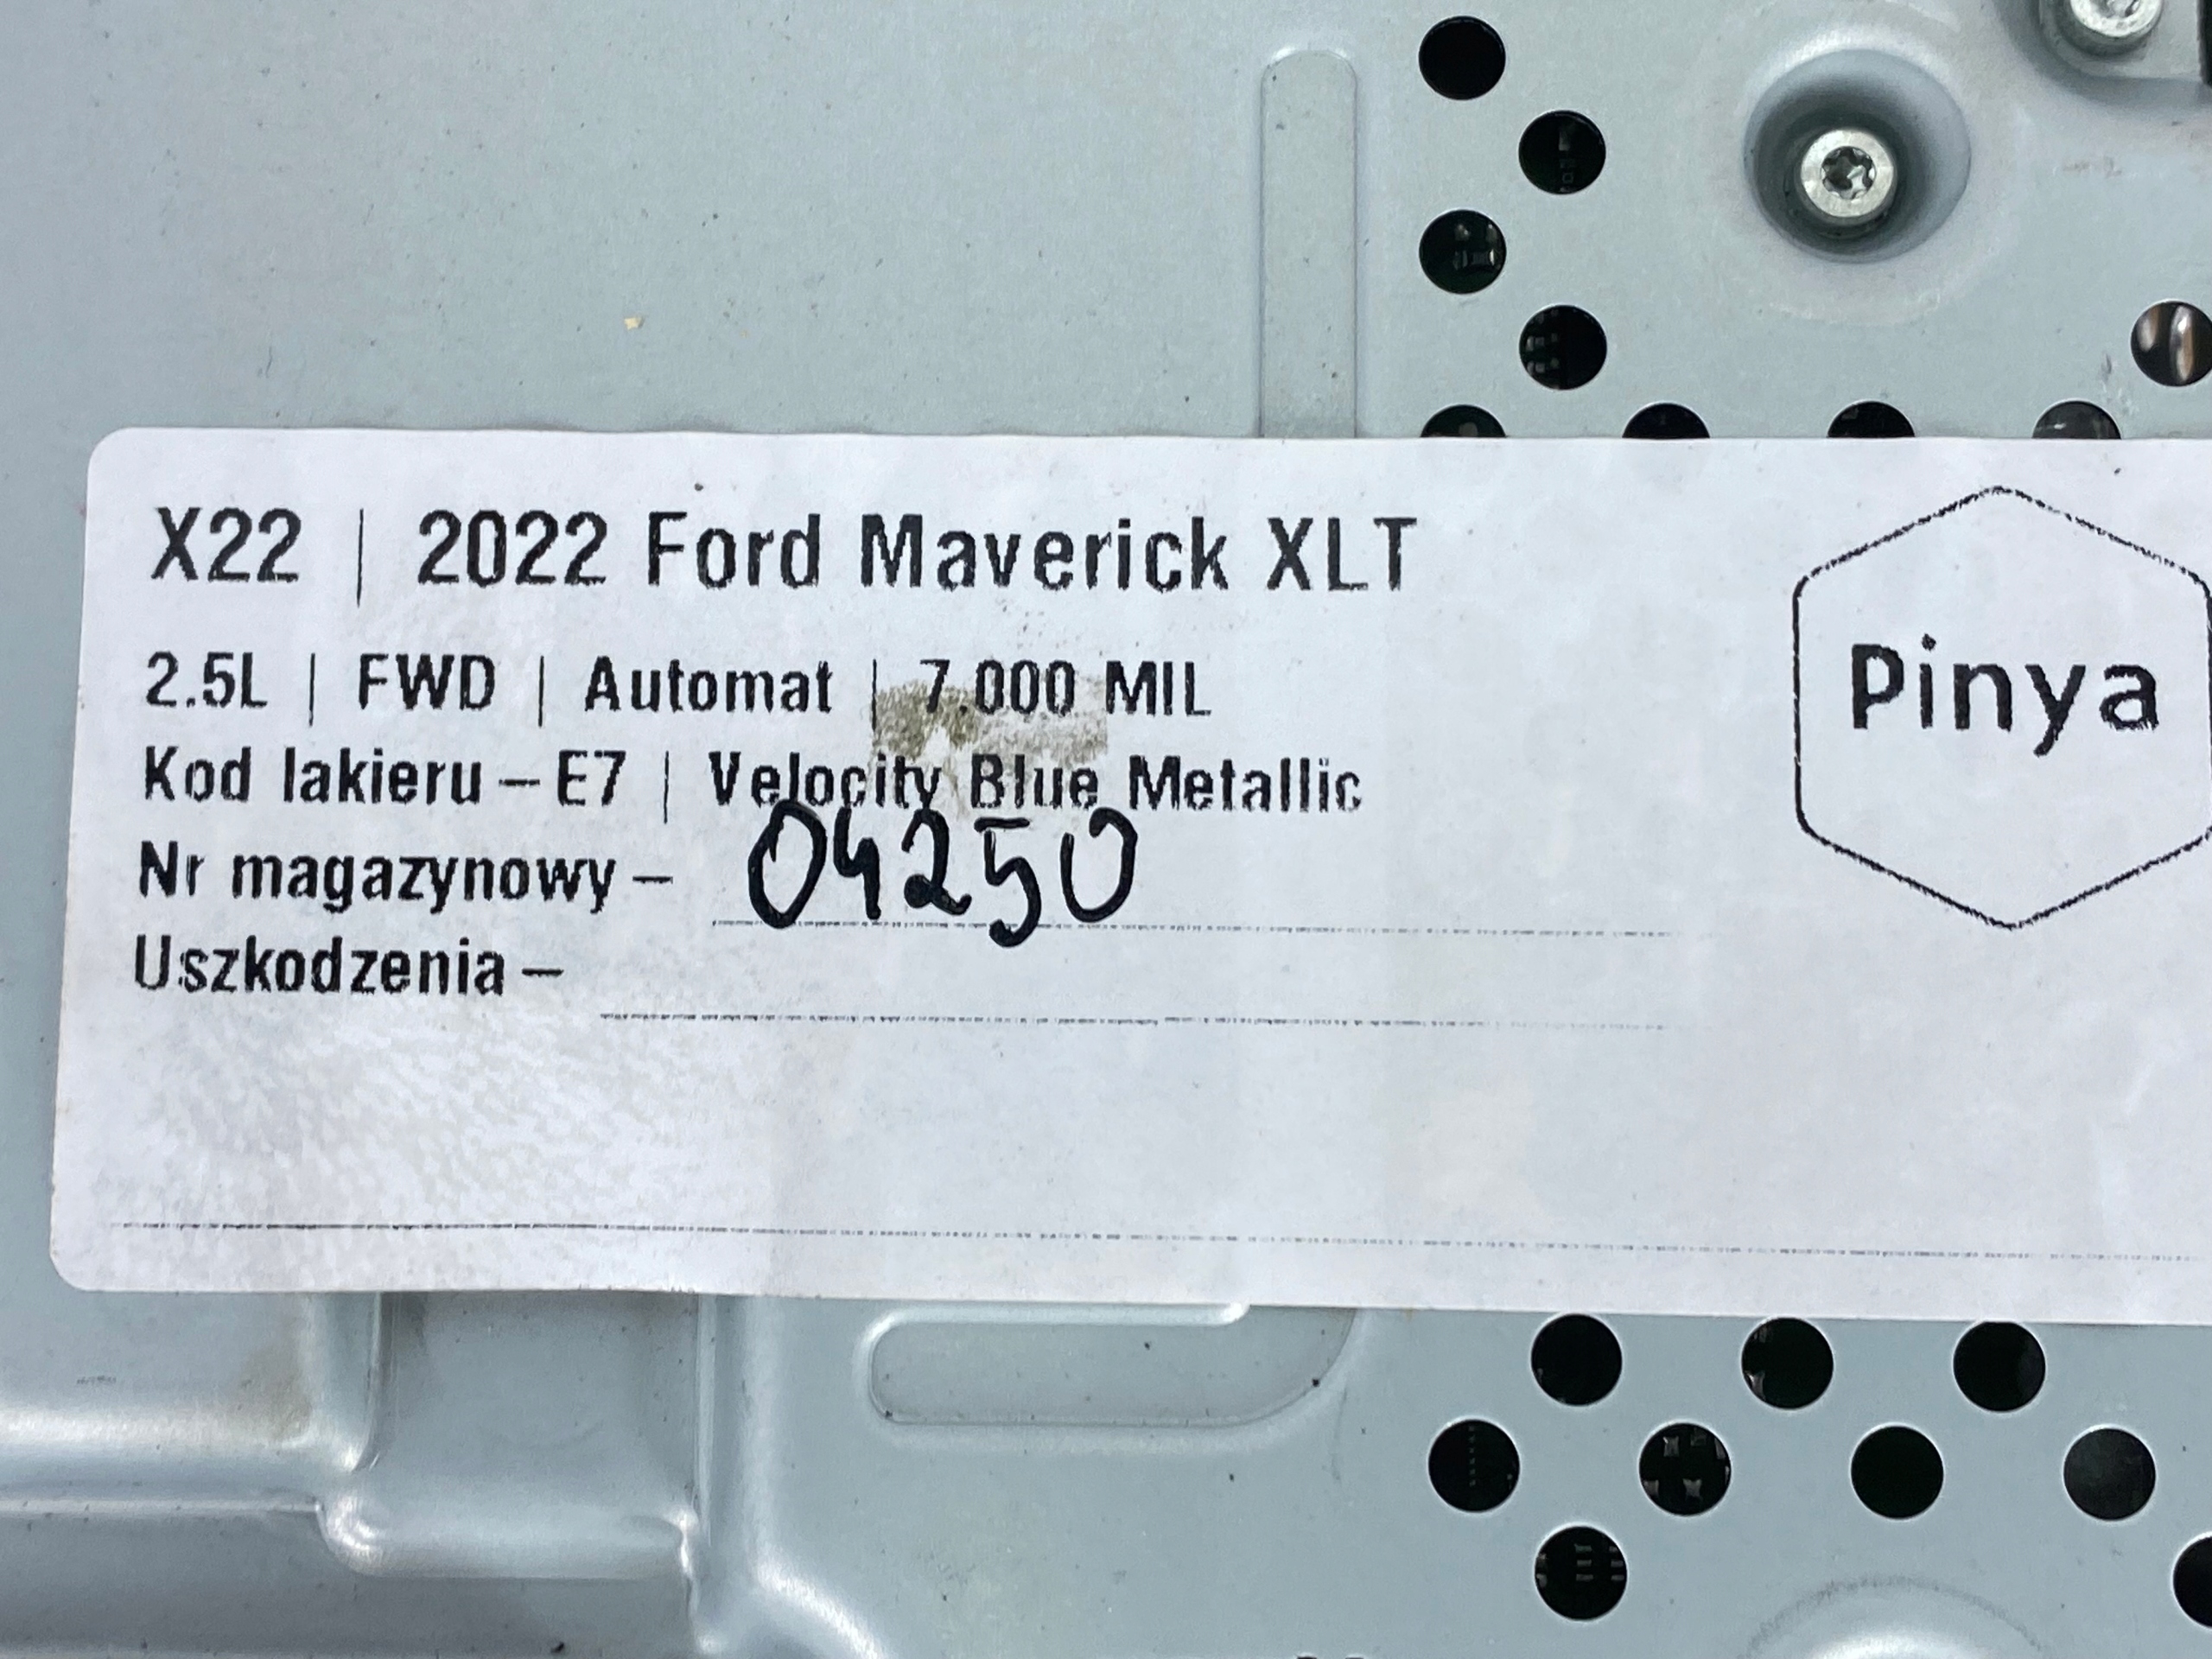 X22 | 2022 Ford Maverick XLT
2.5L | FWD | Automat | 7.000 MIL
Kod lakieru – E7 | Velocity Blue Metallic
Nr magazynowy – 04250
Uszkodzenia –
Pinya